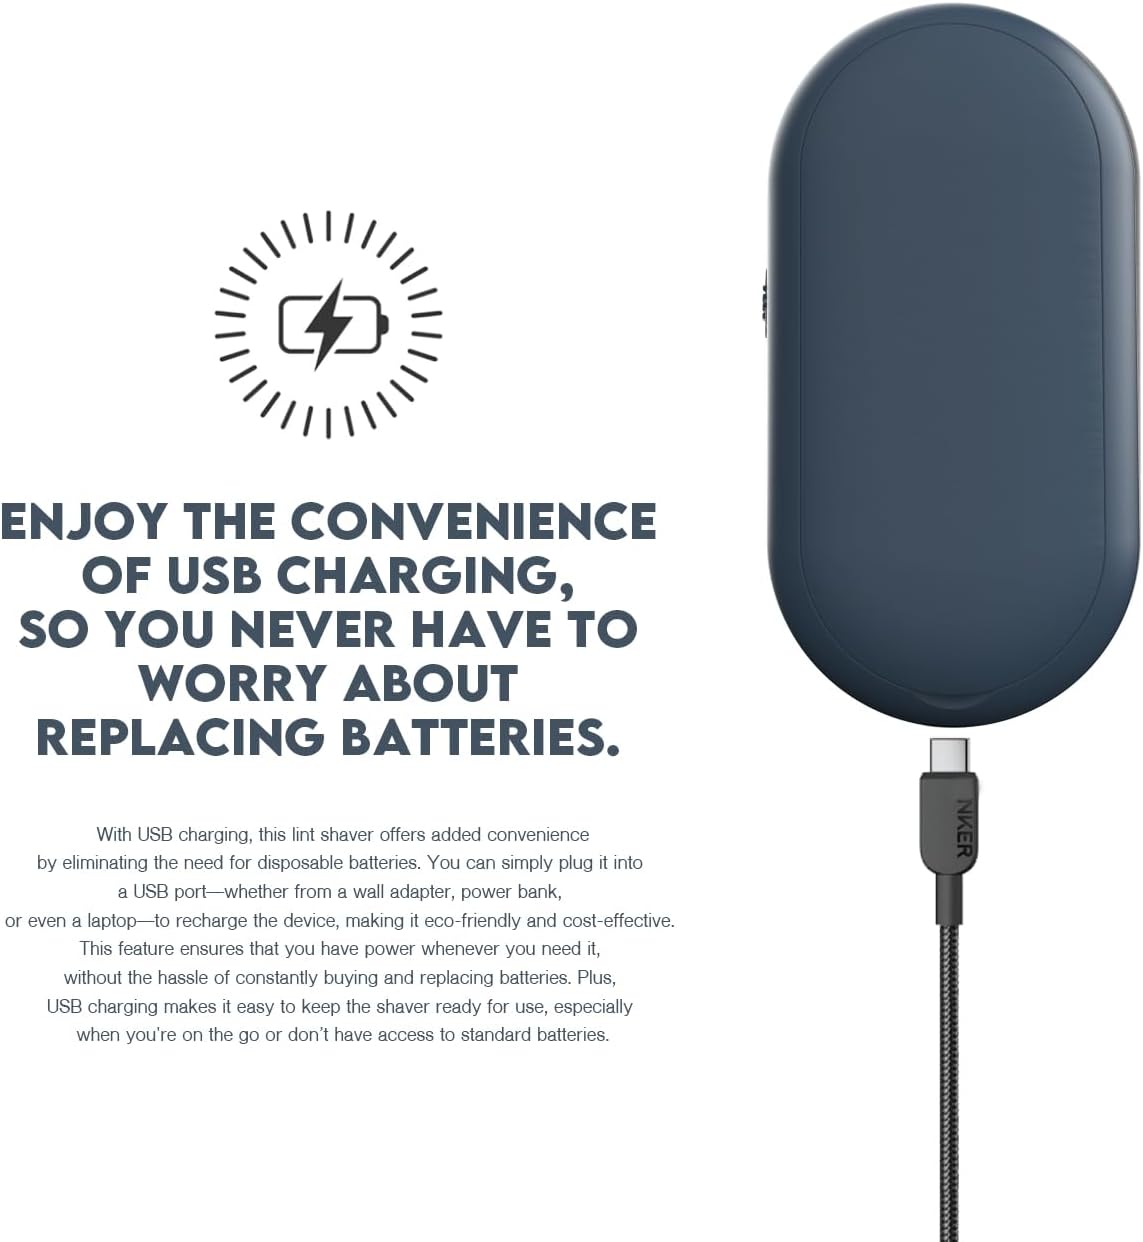 ENJOY THE CONVENIENCE
OF USB CHARGING,
SO YOU NEVER HAVE TO
WORRY ABOUT
REPLACING BATTERIES.
With USB charging, this lint shaver offers added convenience
by eliminating the need for disposable batteries. You can simply plug it into
a USB port—whether from a wall adapter, power bank,
or even a laptop—to recharge the device, making it eco-friendly and cost-effective.
This feature ensures that you have power whenever you need it,
without the hassle of constantly buying and replacing batteries. Plus,
USB charging makes it easy to keep the shaver ready for use, especially
when you're on the go or don’t have access to standard batteries.
NKER